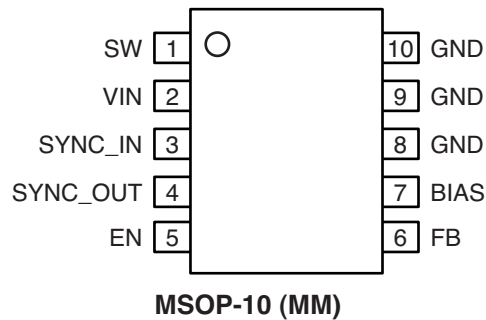 SW 1 10 GND
VIN 2 9 GND
SYNC_IN 3 8 GND
SYNC_OUT 4 7 BIAS
EN 5 6 FB
MSOP-10 (MM)